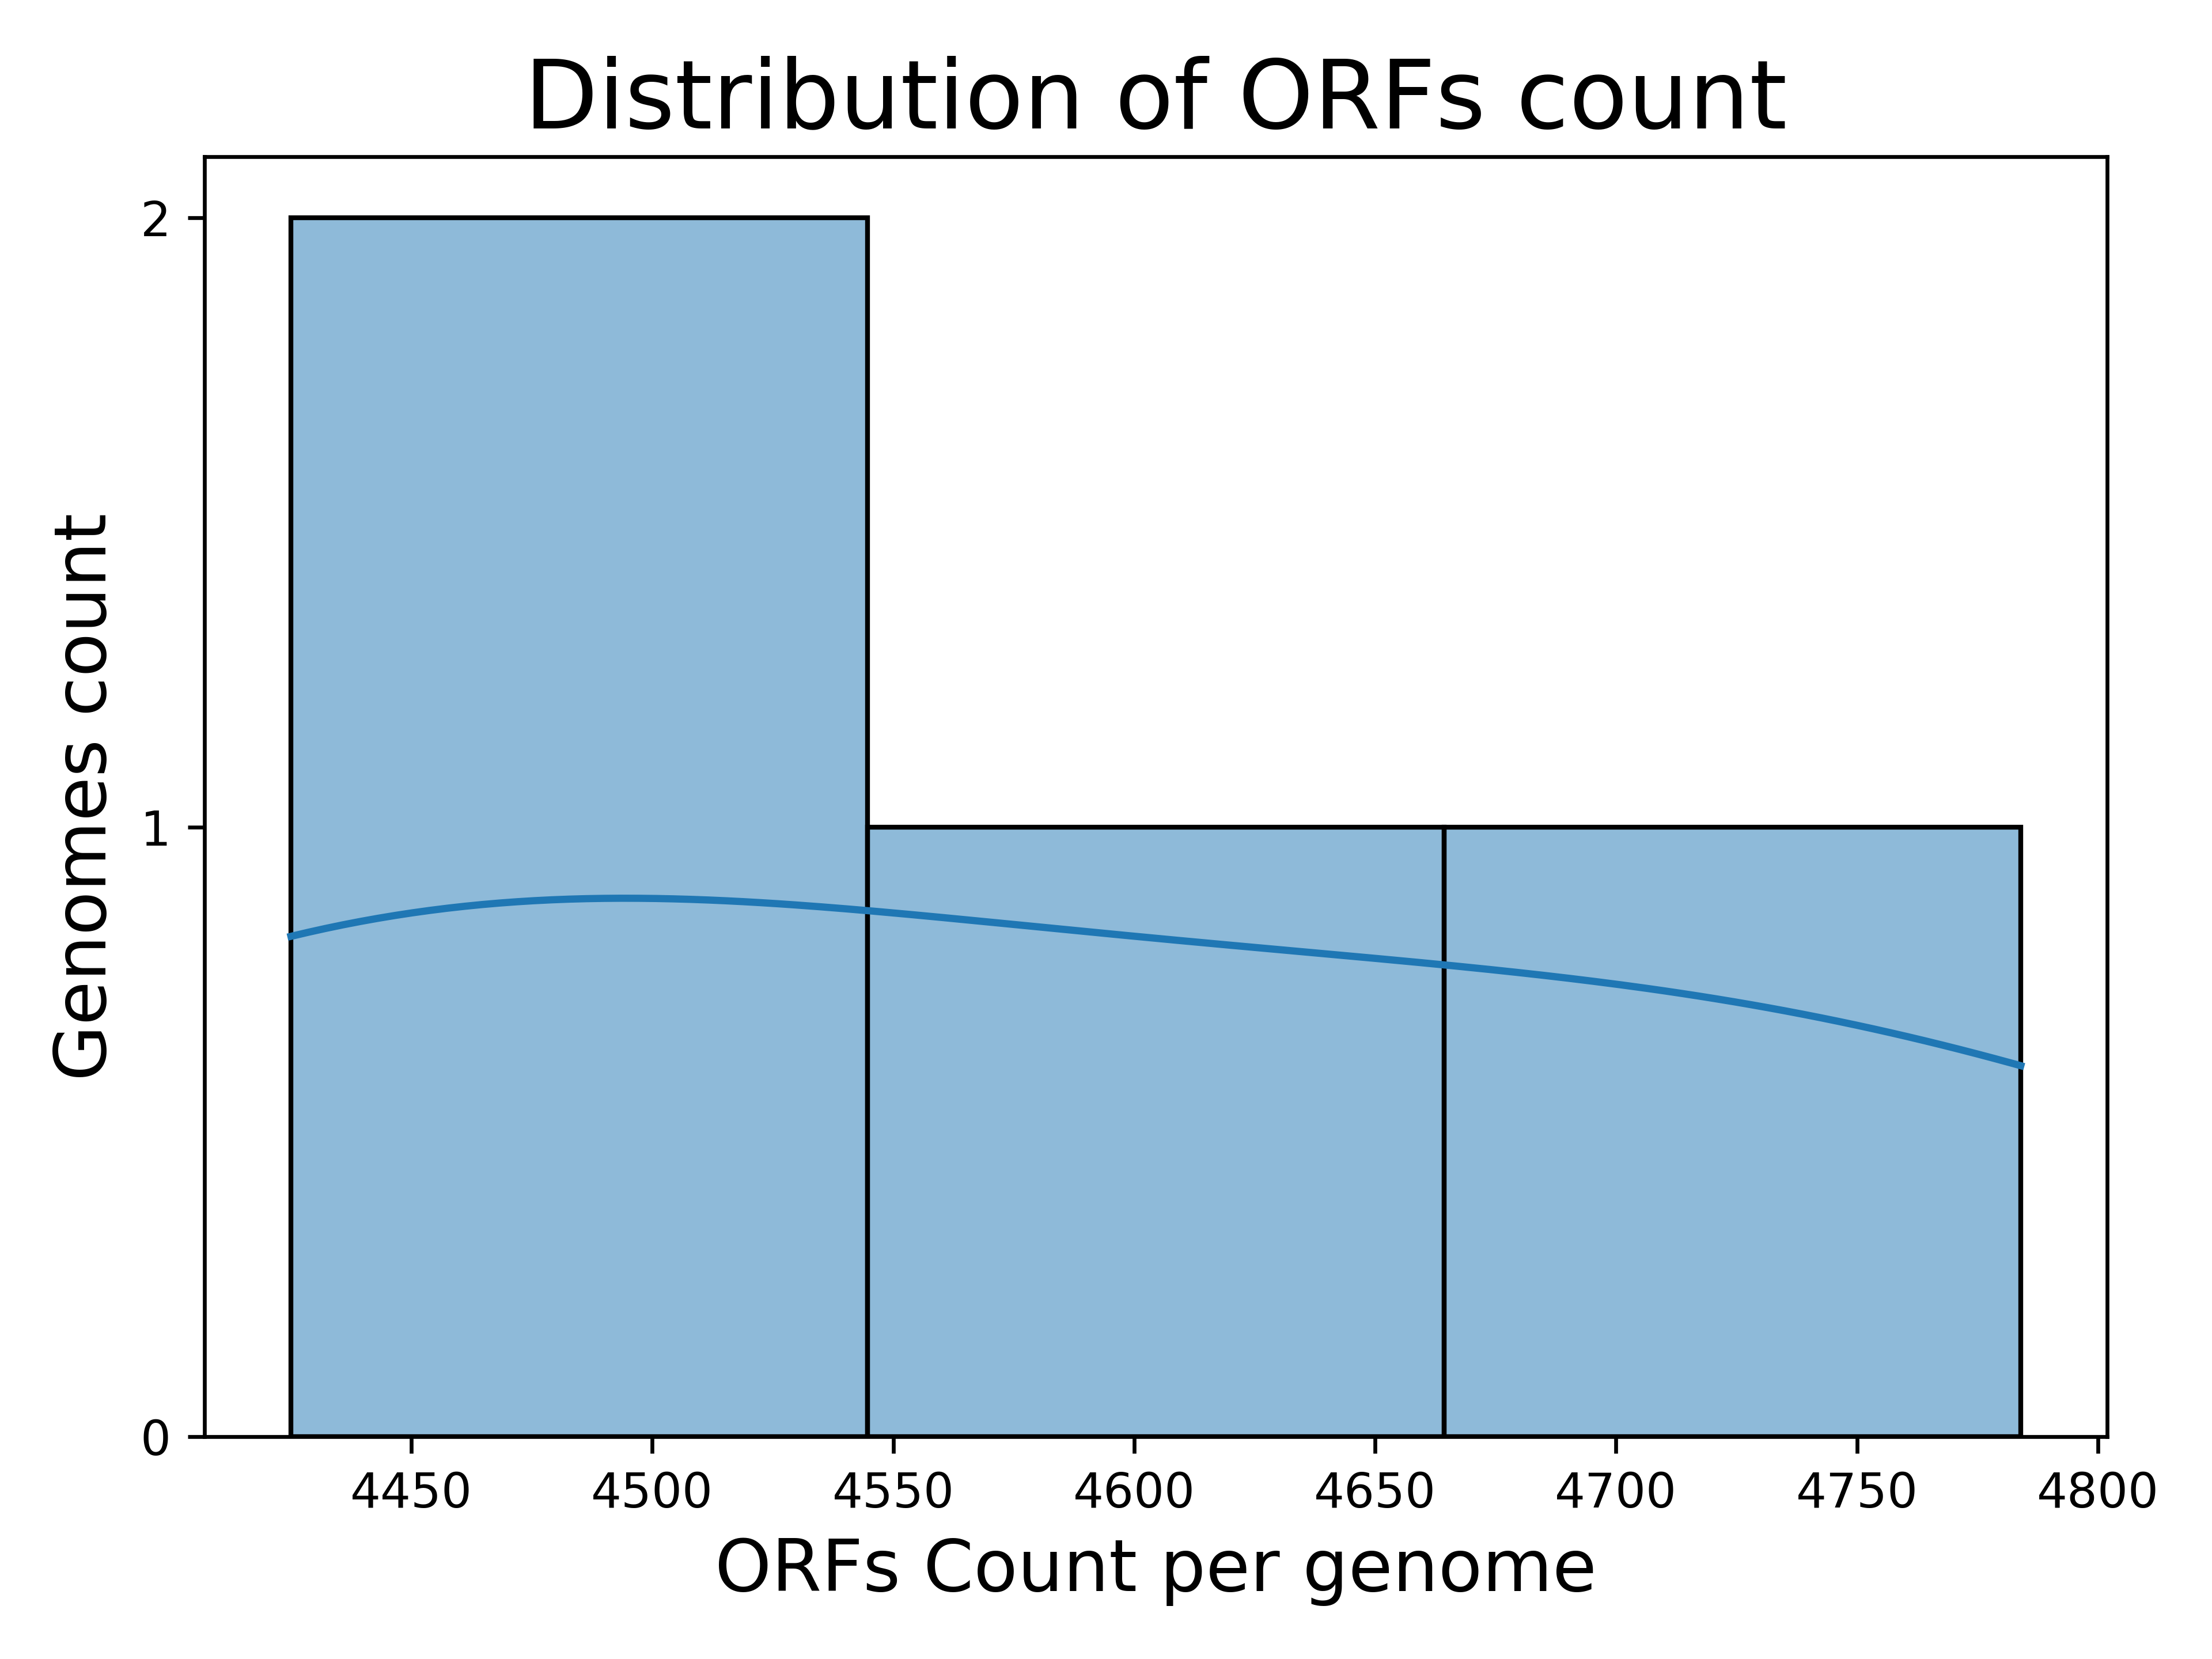 Distribution of ORFs count
Genomes count
2
1
0
4450 4500 4550 4600 4650 4700 4750 4800
ORFs Count per genome